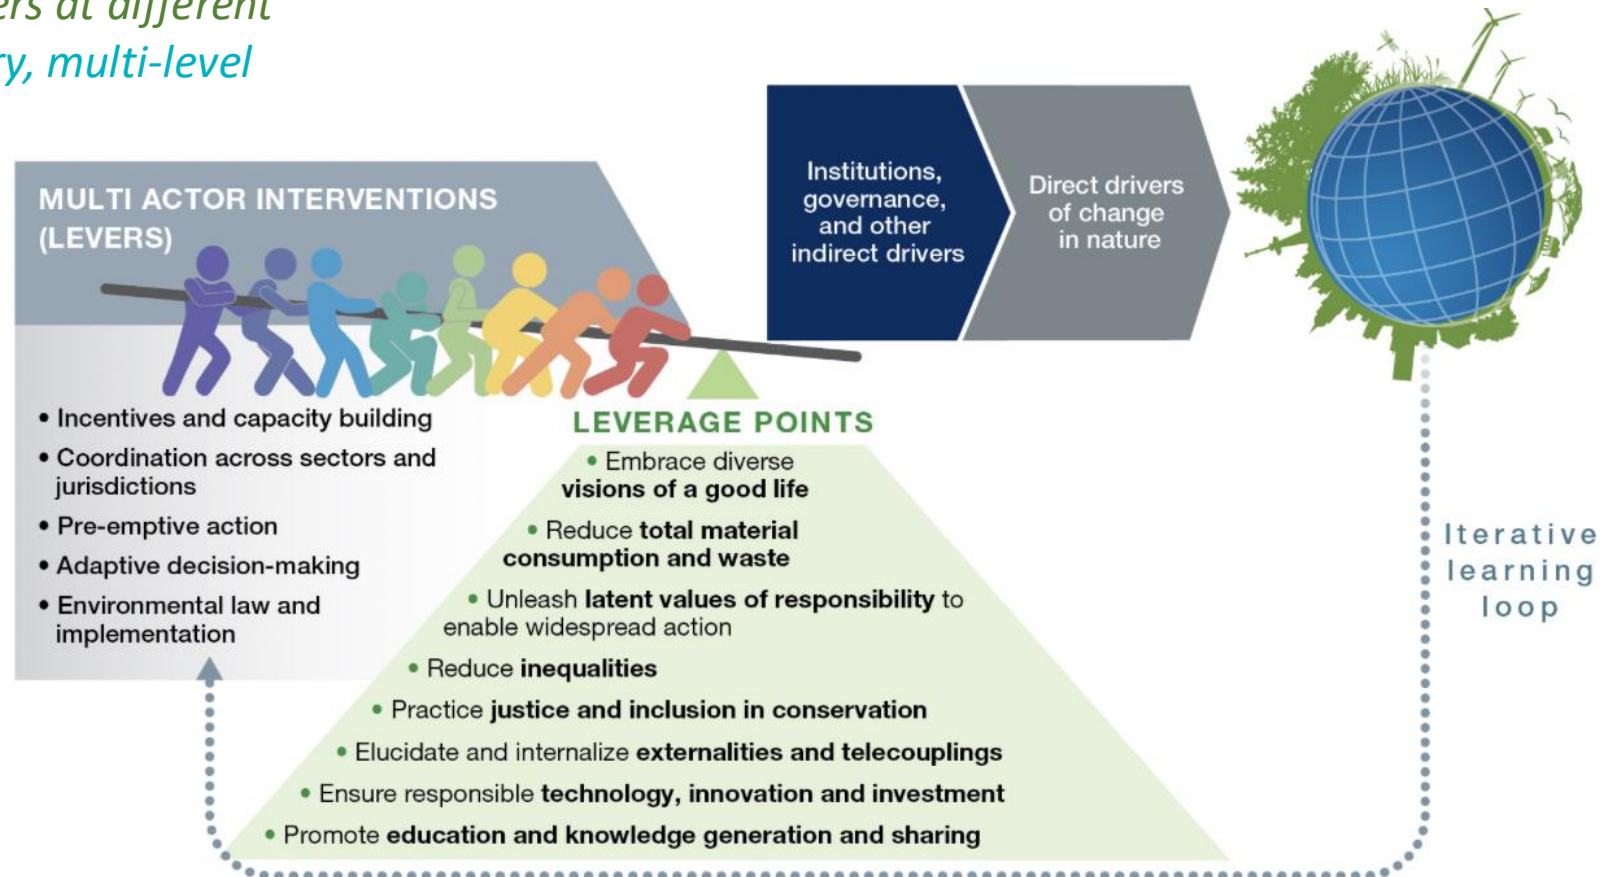 ers at different
ry, multi-level
MULTI ACTOR INTERVENTIONS
(LEVERS)
• Incentives and capacity building
• Coordination across sectors and
jurisdictions
• Pre-emptive action
• Adaptive decision-making
• Environmental law and
implementation
Institutions,
governance,
and other
indirect drivers
Direct drivers
of change
in nature
LEVERAGE POINTS
• Embrace diverse
visions of a good life
• Reduce total material
consumption and waste
• Unleash latent values of responsibility to
enable widespread action
• Reduce inequalities
• Practice justice and inclusion in conservation
• Elucidate and internalize externalities and telecouplings
• Ensure responsible technology, innovation and investment
• Promote education and knowledge generation and sharing
Iterative
learning
loop